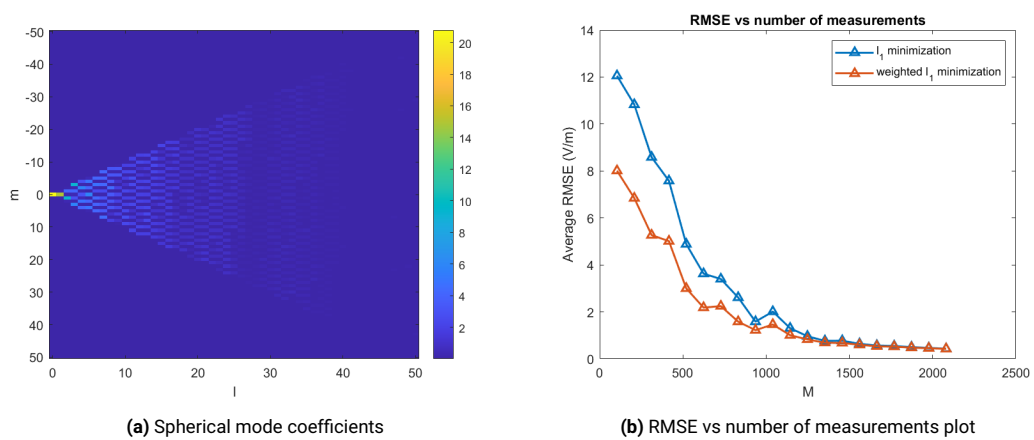 -50
-40
-30
-20
-10
0
10
20
30
40
50
m
0 10 20 30 40 50
l
20
18
16
14
12
10
8
6
4
2
(a) Spherical mode coefficients
RMSE vs number of measurements
14
12
10
8
6
4
2
0
Average RMSE (V/m)
l1 minimization
weighted l1 minimization
0 500 1000 1500 2000 2500
M
(b) RMSE vs number of measurements plot